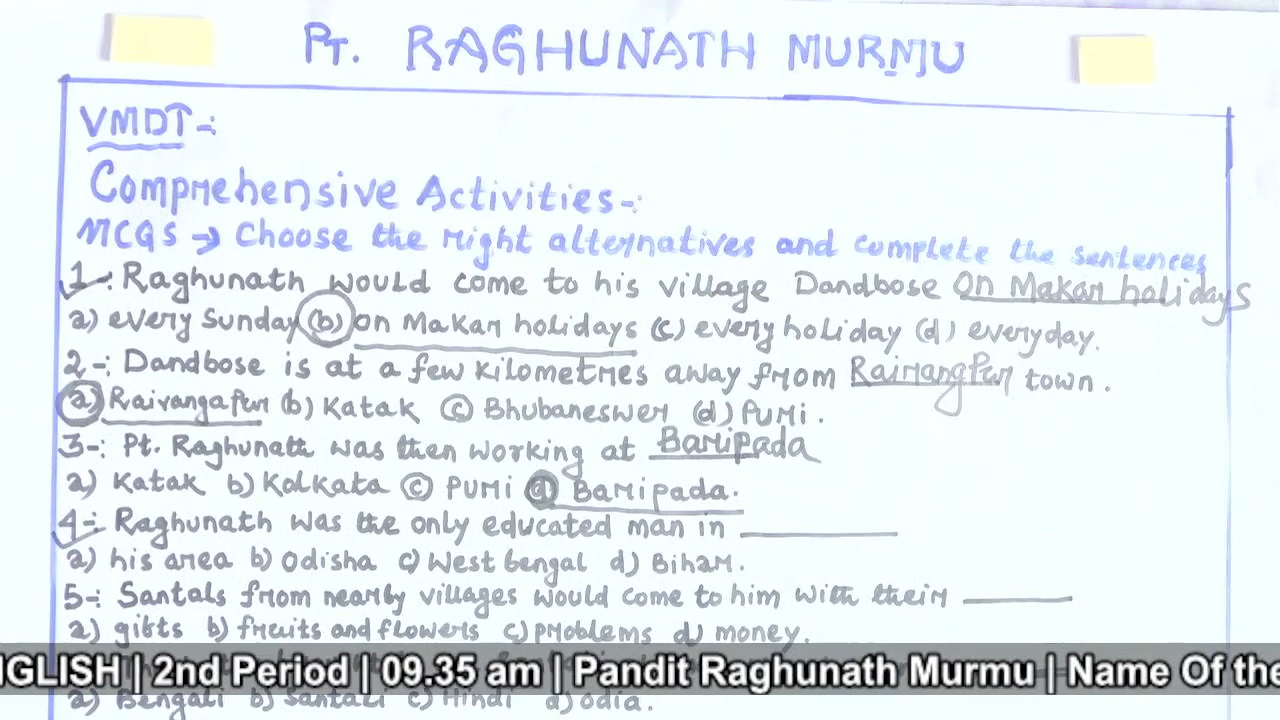 PT. RAGHUNATH MURMU
VMDT-:
Comprehensive Activities-:
MCQS → Choose the right alternatives and complete the sentences
1-: Raghunath would come to his village Dandbose On Makar holidays
a) every Sunday (b) on Makar holidays (c) every holiday (d) everyday.
2-: Dandbose is at a few kilometres away from Rairangpur town.
a) Rairangapur (b) Katak (c) Bhubaneswer (d) Puri.
3-: Pt. Raghunath was then working at Baripada
a) Katak b) Kolkata (c) Puri (d) Baripada.
4-: Raghunath was the only educated man in ________
a) his area b) Odisha c) West bengal d) Bihar.
5-: Santals from nearby villages would come to him with their ________
a) gifts b) fruits and flowers c) problems d) money.
NGLISH | 2nd Period | 09.35 am | Pandit Raghunath Murmu | Name Of the
a) Bengali b) Santali c) Hindi d) odia.